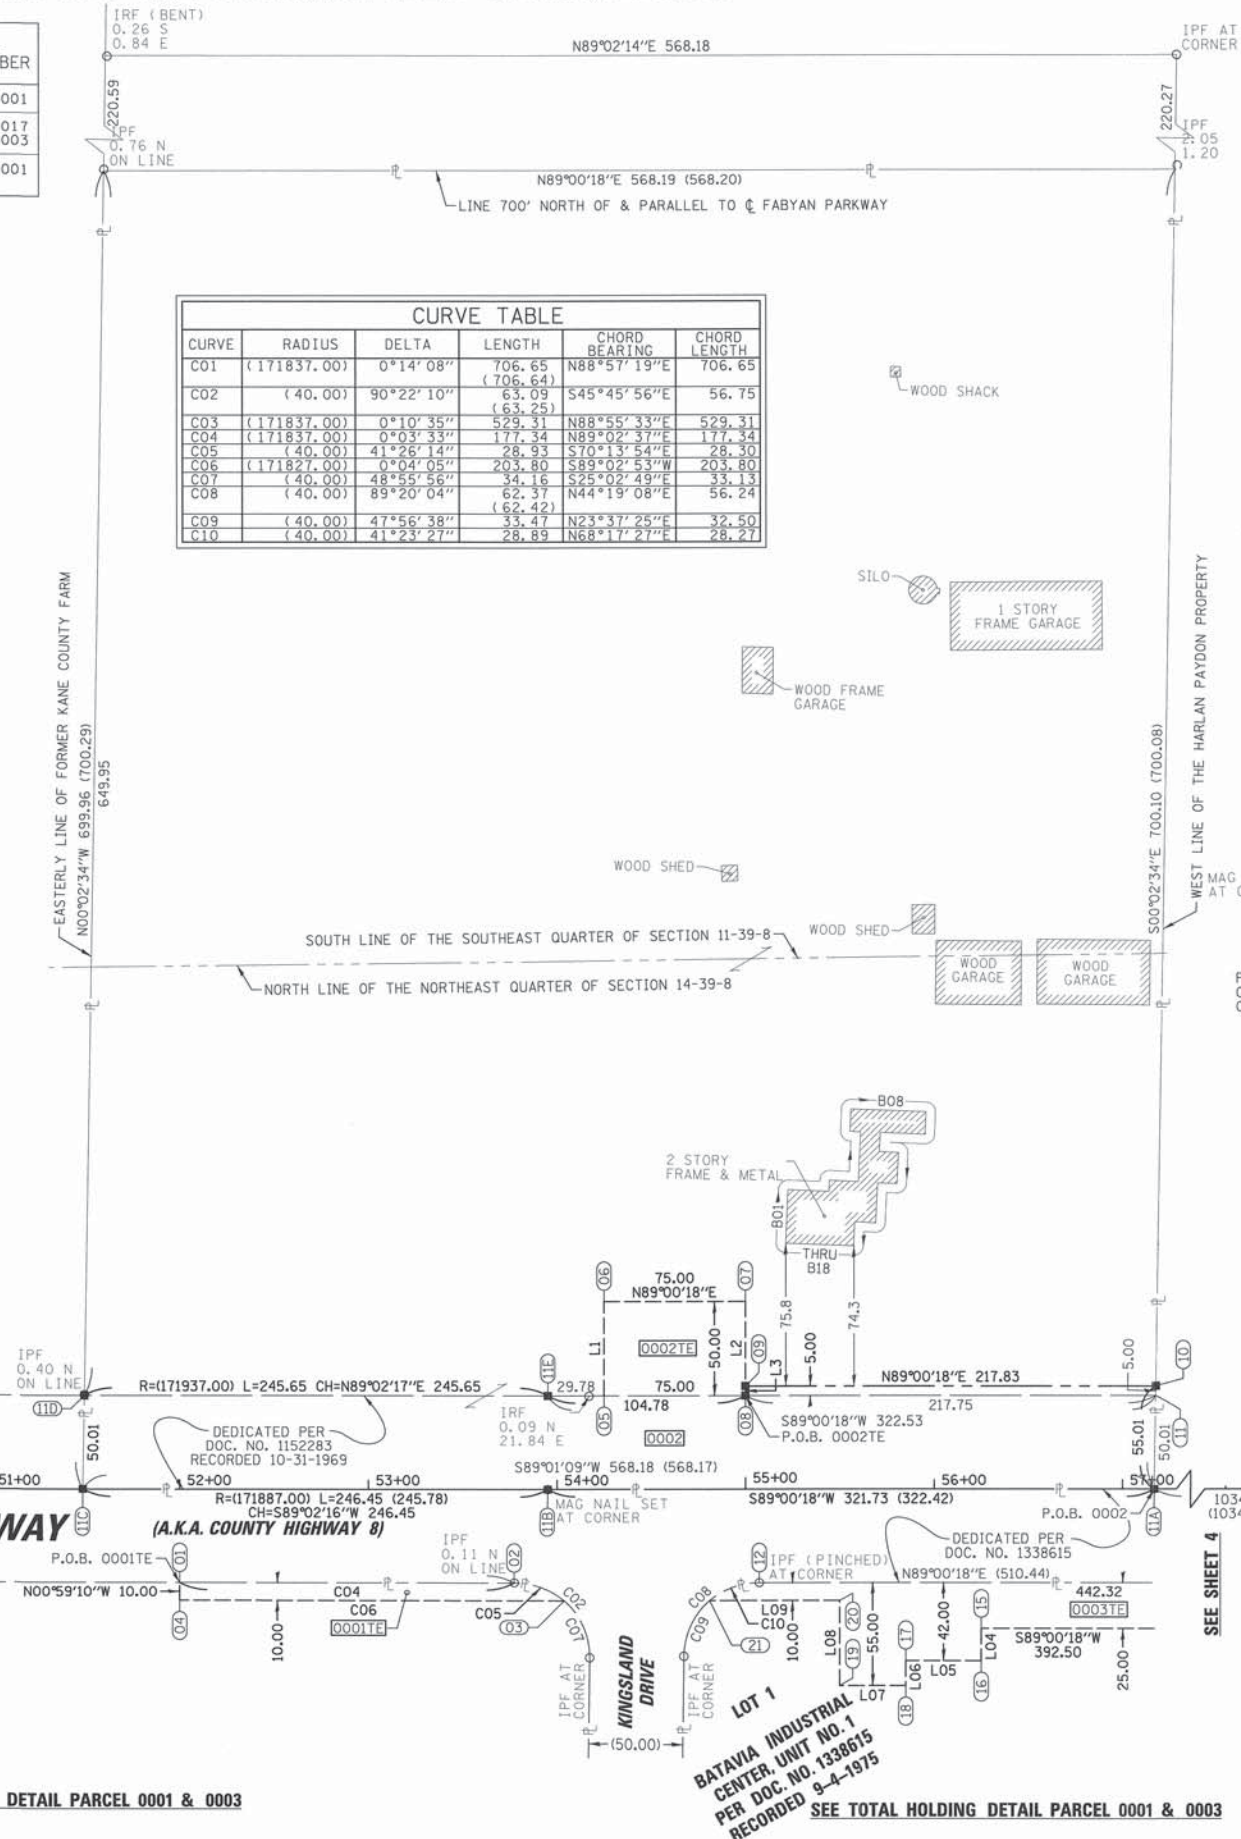 IRF (BENT)
0.26 S
0.84 E
BER
001
017
003
001
N89°02'14"E 568.18
IPF AT
CORNER
220.59
IPF
0.76 N
ON LINE
220.27
IPF
2.05
1.20
N89°00'18"E 568.19 (568.20)
LINE 700' NORTH OF & PARALLEL TO ℄ FABYAN PARKWAY
CURVE TABLE
CURVE RADIUS DELTA LENGTH CHORD BEARING CHORD LENGTH
C01 (171837.00) 0°14'08" 706.65 N88°57'19"E 706.65
(706.64)
C02 (40.00) 90°22'10" 63.09 S45°45'56"E 56.75
(63.25)
C03 (171837.00) 0°10'35" 529.31 N88°55'33"E 529.31
C04 (171837.00) 0°03'33" 177.34 N89°02'37"E 177.34
C05 (40.00) 41°26'14" 28.93 S70°13'54"E 28.30
C06 (171827.00) 0°04'05" 203.80 S89°02'53"W 203.80
C07 (40.00) 48°55'56" 34.16 S25°02'49"E 33.13
C08 (40.00) 89°20'04" 62.37 N44°19'08"E 56.24
(62.42)
C09 (40.00) 47°56'38" 33.47 N23°37'25"E 32.50
C10 (40.00) 41°23'27" 28.89 N68°17'27"E 28.27
WOOD SHACK
SILO
1 STORY
FRAME GARAGE
WOOD FRAME
GARAGE
EASTERLY LINE OF FORMER KANE COUNTY FARM
N00°02'34"W 699.96 (700.29)
649.95
S00°02'34"E 700.10 (700.08)
WEST LINE OF THE HARLAN PAYDON PROPERTY
MAG
AT
WOOD SHED
WOOD SHED
SOUTH LINE OF THE SOUTHEAST QUARTER OF SECTION 11-39-8
NORTH LINE OF THE NORTHEAST QUARTER OF SECTION 14-39-8
WOOD
GARAGE
WOOD
GARAGE
B08
2 STORY
FRAME & METAL
B01
THRU
B18
75.8
74.3
06
75.00
N89°00'18"E
07
L1
0002TE
50.00
L2
09
L3
5.00
N89°00'18"E 217.83
5.00
10
IPF
0.40 N
ON LINE
11D
R=(171937.00) L=245.65 CH=N89°02'17"E 245.65
11E
29.78
75.00
104.78
217.75
IRF
0.09 N
21.84 E
05
0002
08
S89°00'18"W 322.53
P.O.B. 0002TE
11
50.01
DEDICATED PER
DOC. NO. 1152283
RECORDED 10-31-1969
S89°01'09"W 568.18 (568.17)
55.01
50.01
51+00
52+00
53+00
54+00
55+00
56+00
57+00
R=(171887.00) L=246.45 (245.78)
CH=S89°02'16"W 246.45
S89°00'18"W 321.73 (322.42)
11C
11B
MAG NAIL SET
AT CORNER
P.O.B. 0002
11A
1034
(1034
WAY
(A.K.A. COUNTY HIGHWAY 8)
DEDICATED PER
DOC. NO. 1338615
SEE SHEET 4
P.O.B. 0001TE
01
IPF
0.11 N
ON LINE
02
12
IPF (PINCHED)
AT CORNER
N89°00'18"E (510.44)
N00°59'10"W 10.00
C04
C06
C05
C02
C08
L09
C10
442.32
0003TE
04
10.00
0001TE
03
C07
C09
21
10.00
L08
20
19
55.00
17
42.00
15
L04
S89°00'18"W
392.50
25.00
L06
L05
16
L07
18
IPF AT
CORNER
KINGSLAND
DRIVE
IPF AT
CORNER
(50.00)
LOT 1
BATAVIA INDUSTRIAL
CENTER, UNIT NO. 1
PER DOC. NO. 1338615
RECORDED 9-4-1975
DETAIL PARCEL 0001 & 0003
SEE TOTAL HOLDING DETAIL PARCEL 0001 & 0003